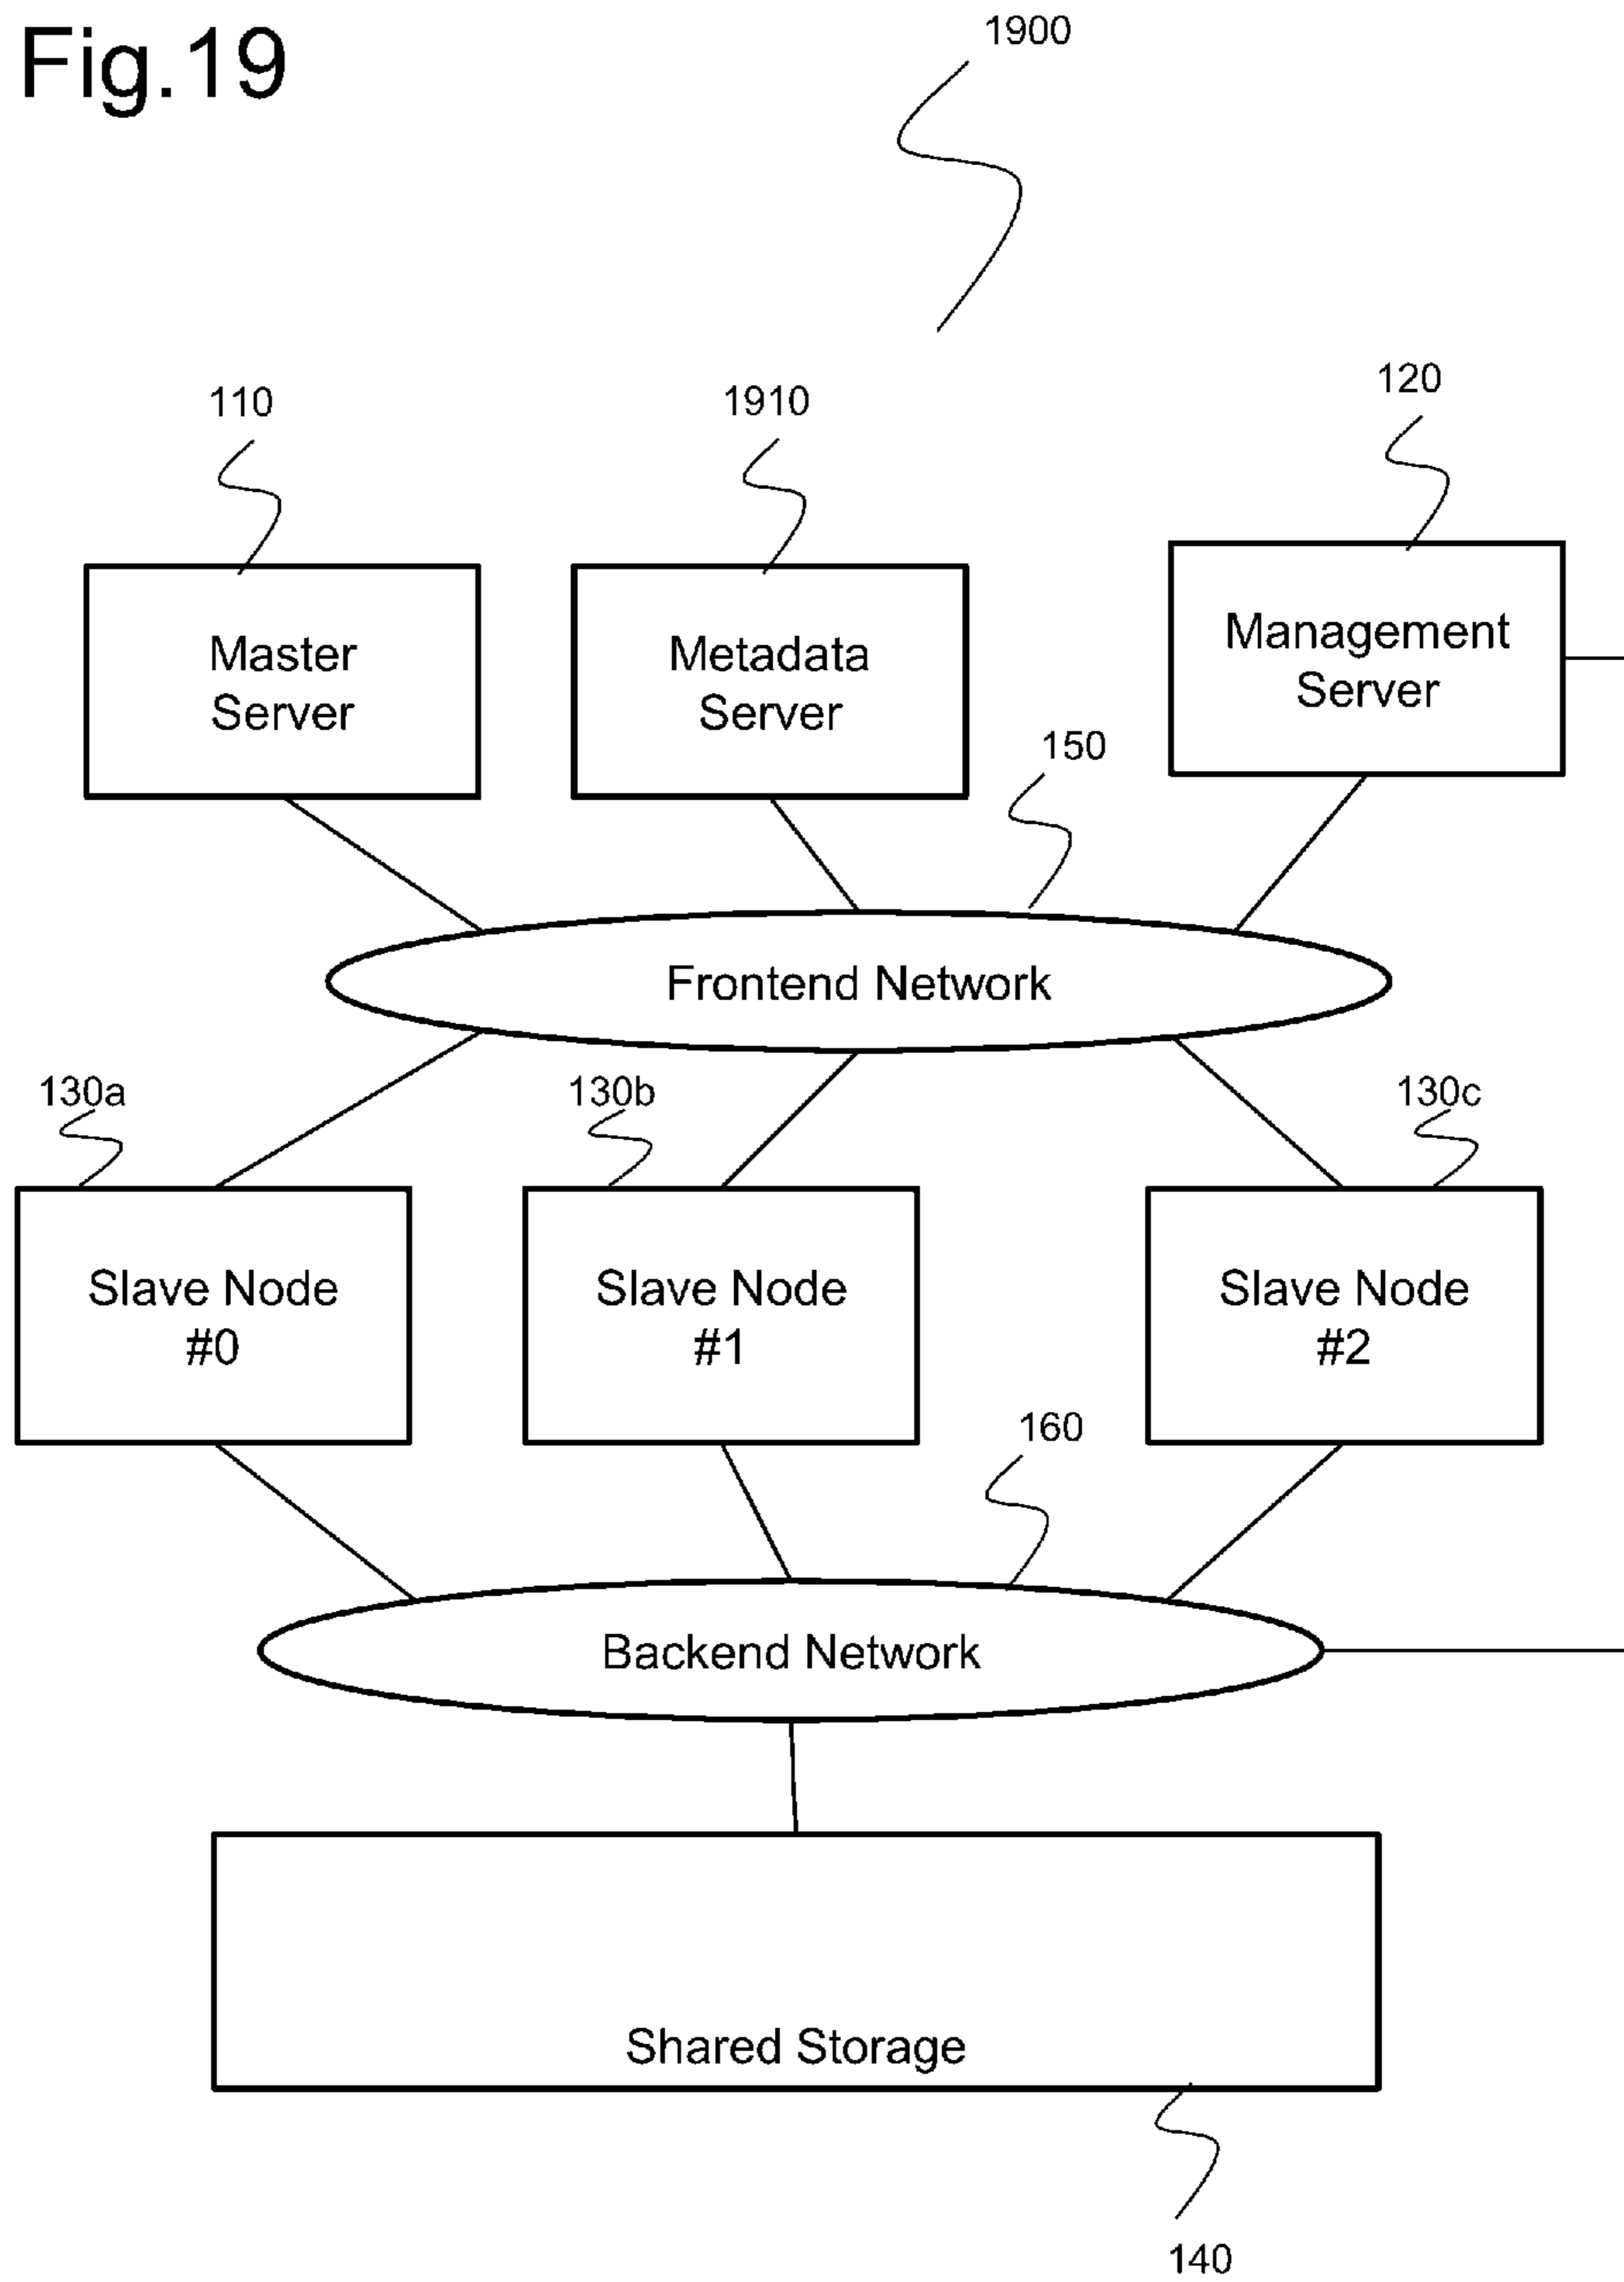 Fig.19
1900
110
1910
120
Master
Server
Metadata
Server
Management
Server
150
Frontend Network
130a
130b
130c
Slave Node
#0
Slave Node
#1
Slave Node
#2
160
Backend Network
Shared Storage
140